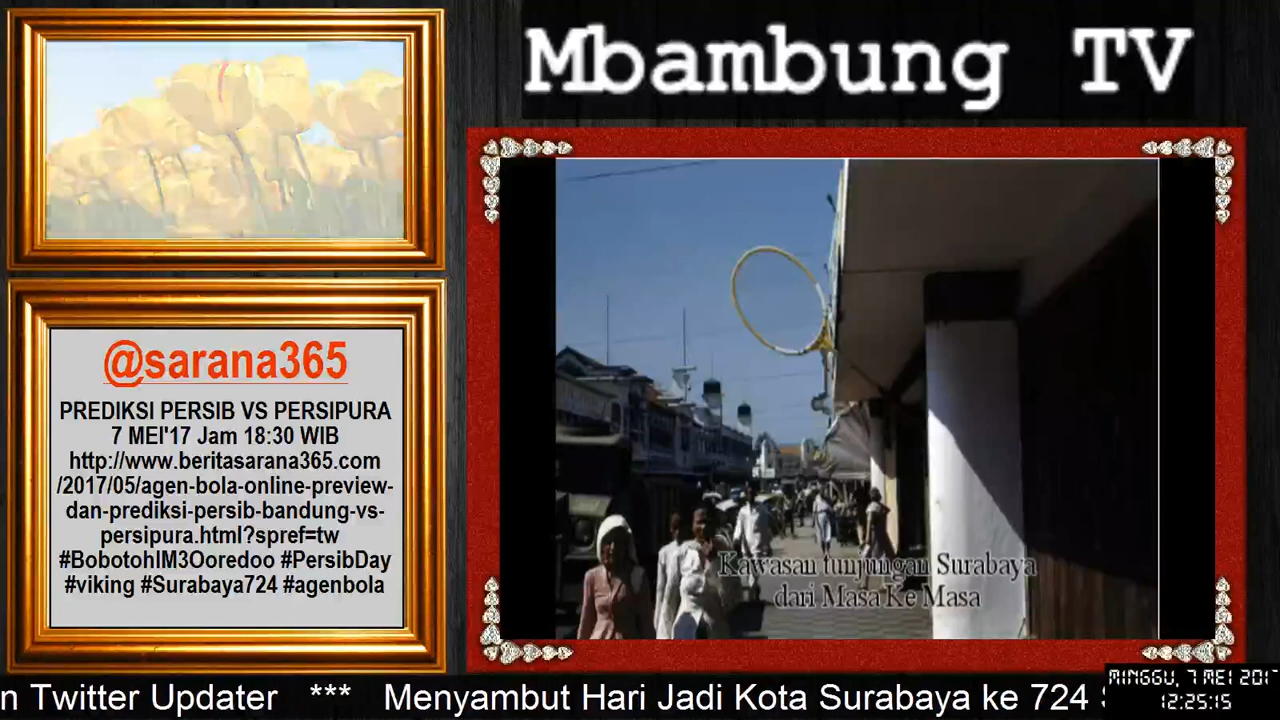 Mbambung TV
@sarana365
PREDIKSI PERSIB VS PERSIPURA
7 MEI'17 Jam 18:30 WIB
http://www.beritasarana365.com
/2017/05/agen-bola-online-preview-
dan-prediksi-persib-bandung-vs-
persipura.html?spref=tw
#BobotohIM3Ooredoo #PersibDay
#viking #Surabaya724 #agenbola
Kawasan tunjungan Surabaya
dari Masa Ke Masa
n Twitter Updater *** Menyambut Hari Jadi Kota Surabaya ke 724 S
MINGGU, 7 MEI 2017
12:25:15